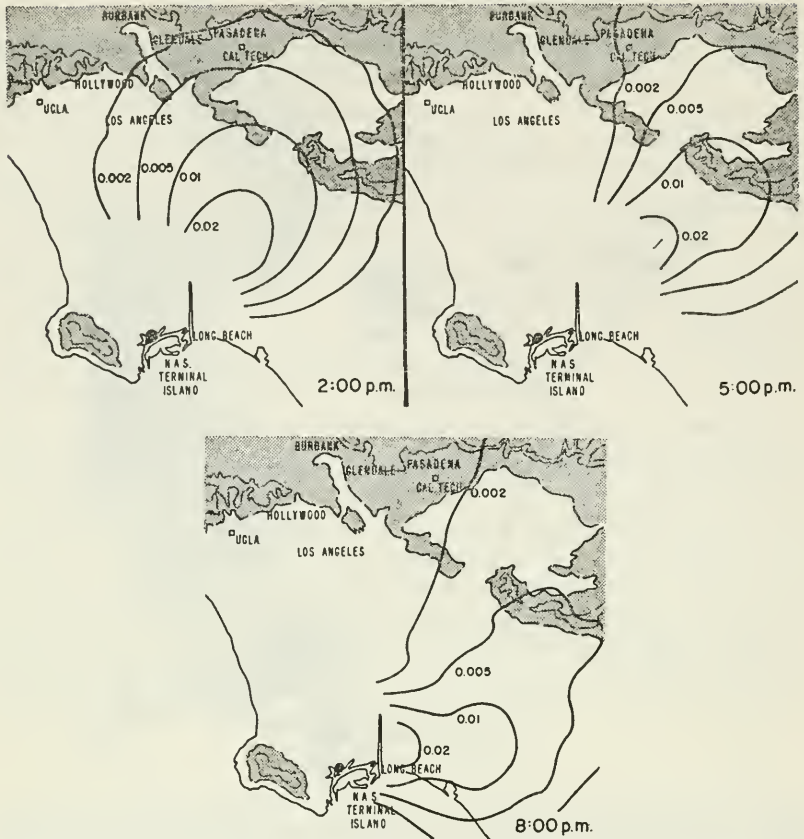 BURBANK
GLENDALE
PASADENA
CAL TECH
HOLLYWOOD
UCLA
LOS ANGELES
0.002
0.005
0.01
0.02
LONG BEACH
N.A.S.
TERMINAL
ISLAND
2:00 p.m.
BURBANK
GLENDALE
PASADENA
CAL TECH
HOLLYWOOD
UCLA
LOS ANGELES
0.002
0.005
0.01
0.02
LONG BEACH
N.A.S
TERMINAL
ISLAND
5:00 p.m.
BURBANK
GLENDALE
PASADENA
CAL TECH
HOLLYWOOD
UCLA
LOS ANGELES
0.002
0.005
0.01
0.02
LONG BEACH
N.A.S
TERMINAL
ISLAND
8:00 p.m.